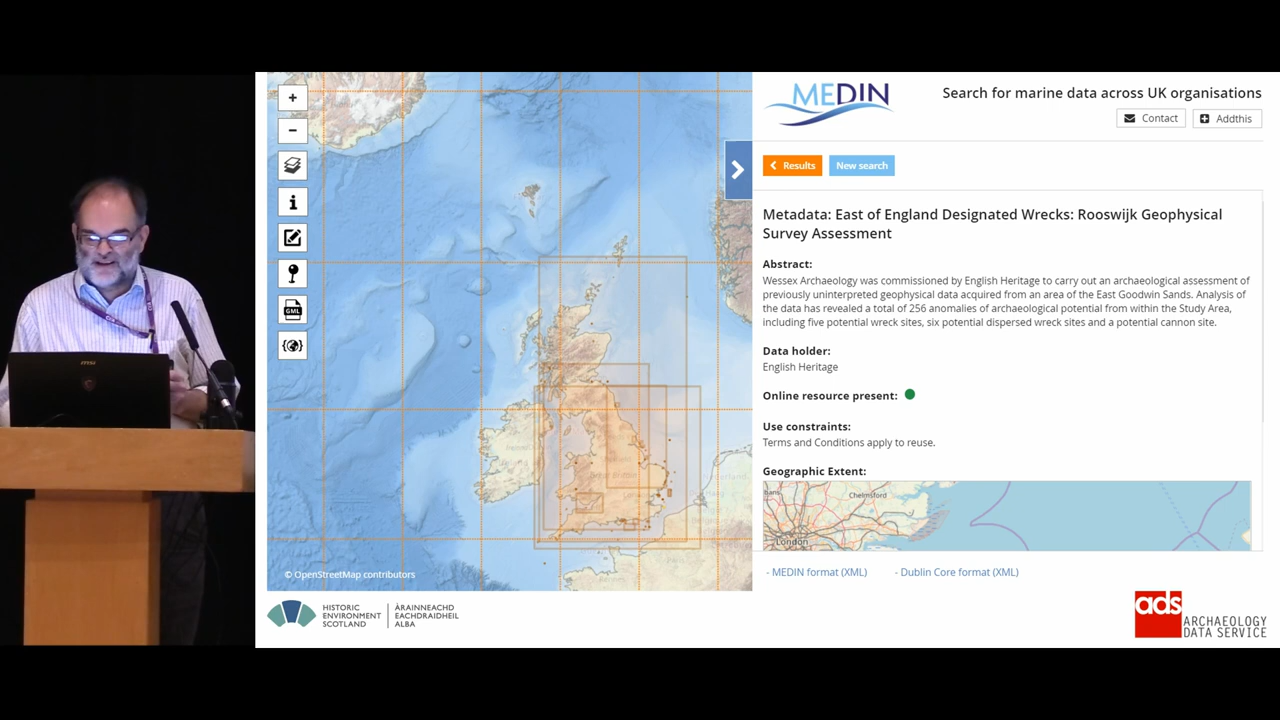 +
−
i
GML
© OpenStreetMap contributors
MEDIN
Search for marine data across UK organisations
Contact
Addthis
Results
New search
Metadata: East of England Designated Wrecks: Rooswijk Geophysical
Survey Assessment
Abstract:
Wessex Archaeology was commissioned by English Heritage to carry out an archaeological assessment of
previously uninterpreted geophysical data acquired from an area of the East Goodwin Sands. Analysis of
the data has revealed a total of 256 anomalies of archaeological potential from within the Study Area,
including five potential wreck sites, six potential dispersed wreck sites and a potential cannon site.
Data holder:
English Heritage
Online resource present:
Use constraints:
Terms and Conditions apply to reuse.
Geographic Extent:
Chelmsford
London
- MEDIN format (XML)
- Dublin Core format (XML)
HISTORIC
ENVIRONMENT
SCOTLAND
ÀRAINNEACHD
EACHDRAIDHEIL
ALBA
ads
ARCHAEOLOGY
DATA SERVICE
msi